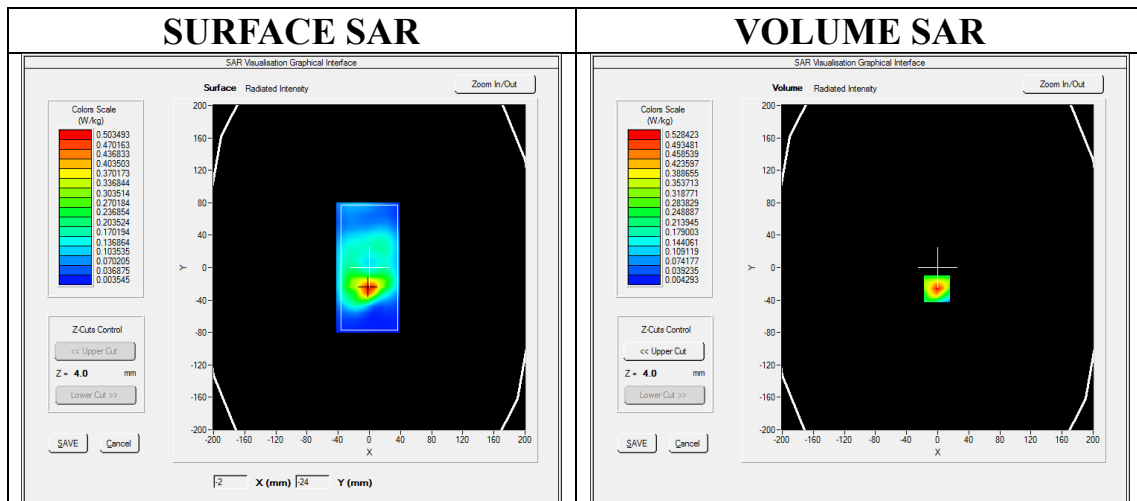 SURFACE SAR
SAR Visualisation Graphical Interface
Surface Radiated Intensity
Zoom In/Out
Colors Scale
(W/kg)
0.503493
0.470163
0.436833
0.403503
0.370173
0.336844
0.303514
0.270184
0.236854
0.203524
0.170194
0.136864
0.103535
0.070205
0.036875
0.003545
Z-Cuts Control
<< Upper Cut
Z = 4.0 mm
Lower Cut >>
SAVE Cancel
200
160
120
80
40
0
-40
-80
-120
-160
-200
Y
-200 -160 -120 -80 -40 0 40 80 120 160 200
X
-2 X (mm) -24 Y (mm)
VOLUME SAR
SAR Visualisation Graphical Interface
Volume Radiated Intensity
Zoom In/Out
Colors Scale
(W/kg)
0.528423
0.493481
0.458539
0.423597
0.388655
0.353713
0.318771
0.283829
0.248887
0.213945
0.179003
0.144061
0.109119
0.074177
0.039235
0.004293
Z-Cuts Control
<< Upper Cut
Z = 4.0 mm
Lower Cut >>
SAVE Cancel
200
160
120
80
40
0
-40
-80
-120
-160
-200
Y
-200 -160 -120 -80 -40 0 40 80 120 160 200
X